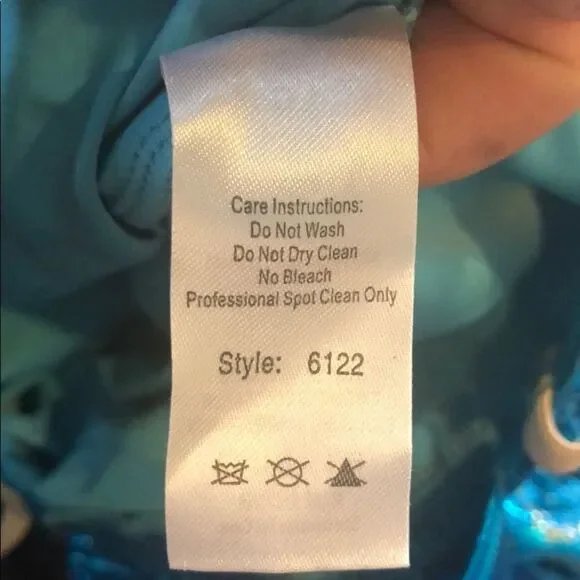 Care Instructions:
Do Not Wash
Do Not Dry Clean
No Bleach
Professional Spot Clean Only
Style: 6122